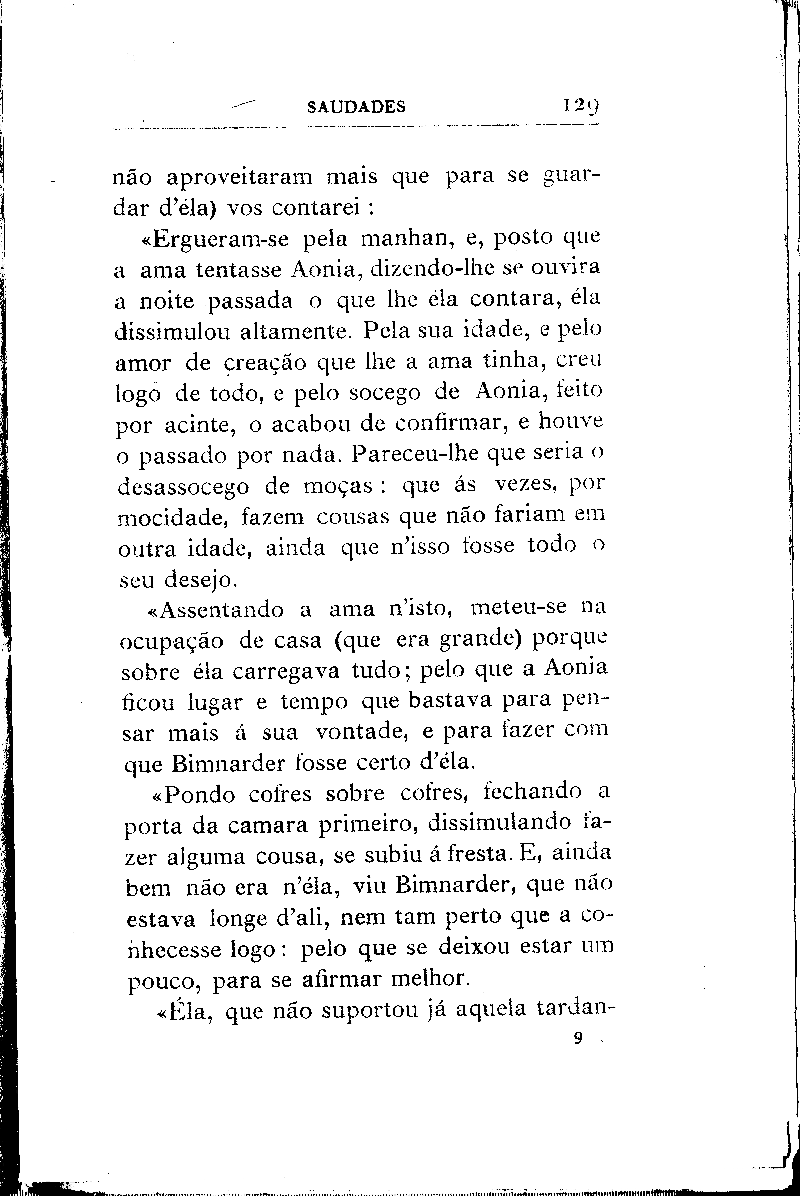 SAUDADES 129
não aproveitaram mais que para se guar-
dar d'éla) vos contarei :
«Ergueram-se pela manhan, e, posto que
a ama tentasse Aonia, dizendo-lhe se ouvira
a noite passada o que lhe éla contara, éla
dissimulou altamente. Pela sua idade, e pelo
amor de creação que lhe a ama tinha, creu
logo de todo, e pelo socego de Aonia, feito
por acinte, o acabou de confirmar, e houve
o passado por nada. Pareceu-lhe que seria o
desassocego de moças : que ás vezes, por
mocidade, fazem cousas que não fariam em
outra idade, ainda que n'isso fosse todo o
seu desejo.
«Assentando a ama n'isto, meteu-se na
ocupação de casa (que era grande) porque
sobre éla carregava tudo; pelo que a Aonia
ficou lugar e tempo que bastava para pen-
sar mais á sua vontade, e para fazer com
que Bimnarder fosse certo d'éla.
«Pondo cofres sobre cofres, fechando a
porta da camara primeiro, dissimulando fa-
zer alguma cousa, se subiu á fresta. E, ainda
bem não era n'éla, viu Bimnarder, que não
estava longe d'ali, nem tam perto que a co-
nhecesse logo : pelo que se deixou estar um
pouco, para se afirmar melhor.
«Éla, que não suportou já aquela tardan-
9